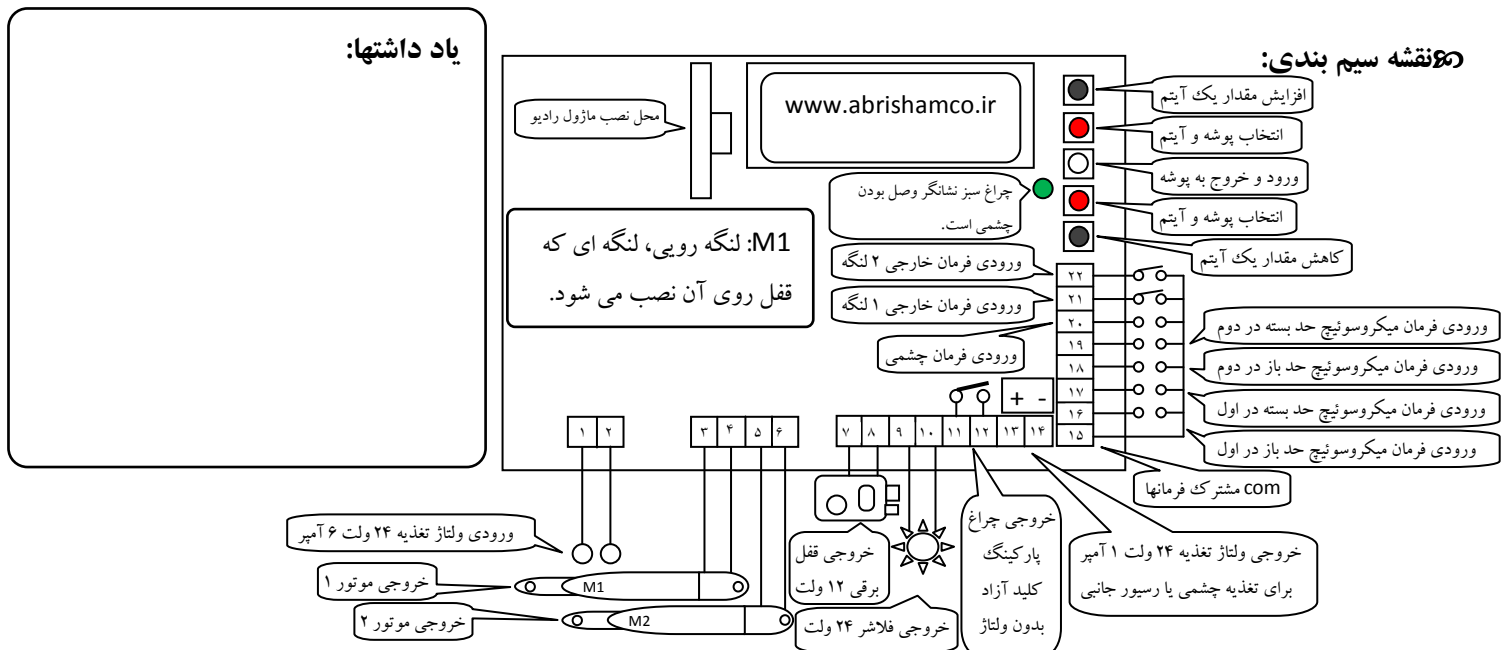 نقشه سیم بندی:
یاد داشتها:
www.abrishamco.ir
محل نصب ماژول رادیو
افزایش مقدار یک آیتم
انتخاب پوشه و آیتم
ورود و خروج به پوشه
انتخاب پوشه و آیتم
کاهش مقدار یک آیتم
چراغ سبز نشانگر وصل بودن
چشمی است.
M1: لنگه رویی، لنگه ای که
قفل روی آن نصب می شود.
ورودی فرمان خارجی ۲ لنگه
ورودی فرمان خارجی ۱ لنگه
ورودی فرمان چشمی
۲۲
۲۱
۲۰
۱۹
۱۸
۱۷
۱۶
۱۵
ورودی فرمان میکروسوئیچ حد بسته در دوم
ورودی فرمان میکروسوئیچ حد باز در دوم
ورودی فرمان میکروسوئیچ حد بسته در اول
ورودی فرمان میکروسوئیچ حد باز در اول
com مشترک فرمانها
+ -
۱ ۲ ۳ ۴ ۵ ۶ ۷ ۸ ۹ ۱۰ ۱۱ ۱۲ ۱۳ ۱۴
خروجی ولتاژ تغذیه ۲۴ ولت ۱ آمپر
برای تغذیه چشمی یا رسیور جانبی
خروجی چراغ
پارکینگ
کلید آزاد
بدون ولتاژ
خروجی قفل
برقی ۱۲ ولت
خروجی فلاشر ۲۴ ولت
ورودی ولتاژ تغذیه ۲۴ ولت ۶ آمپر
خروجی موتور ۱
M1
خروجی موتور ۲
M2